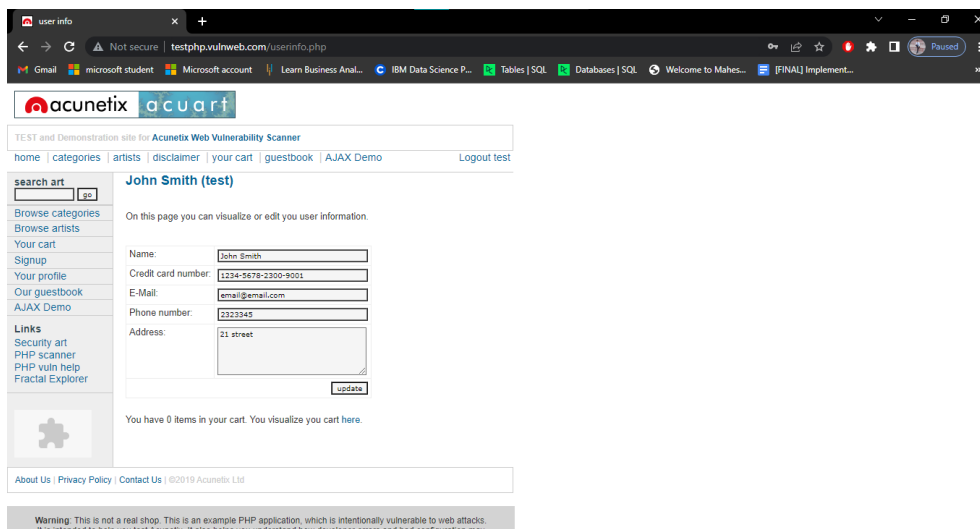 user info
Not secure | testphp.vulnweb.com/userinfo.php
Paused
Gmail microsoft student Microsoft account Learn Business Anal... IBM Data Science P... Tables | SQL Databases | SQL Welcome to Mahes... [FINAL] Implement...
acunetix acuart
TEST and Demonstration site for Acunetix Web Vulnerability Scanner
home | categories | artists | disclaimer | your cart | guestbook | AJAX Demo Logout test
search art
go
Browse categories
Browse artists
Your cart
Signup
Your profile
Our guestbook
AJAX Demo
Links
Security art
PHP scanner
PHP vuln help
Fractal Explorer
John Smith (test)
On this page you can visualize or edit you user information.
Name: John Smith
Credit card number: 1234-5678-2300-9001
E-Mail: email@email.com
Phone number: 2323345
Address: 21 street
update
You have 0 items in your cart. You visualize you cart here.
About Us | Privacy Policy | Contact Us | ©2019 Acunetix Ltd
Warning: This is not a real shop. This is an example PHP application, which is intentionally vulnerable to web attacks.